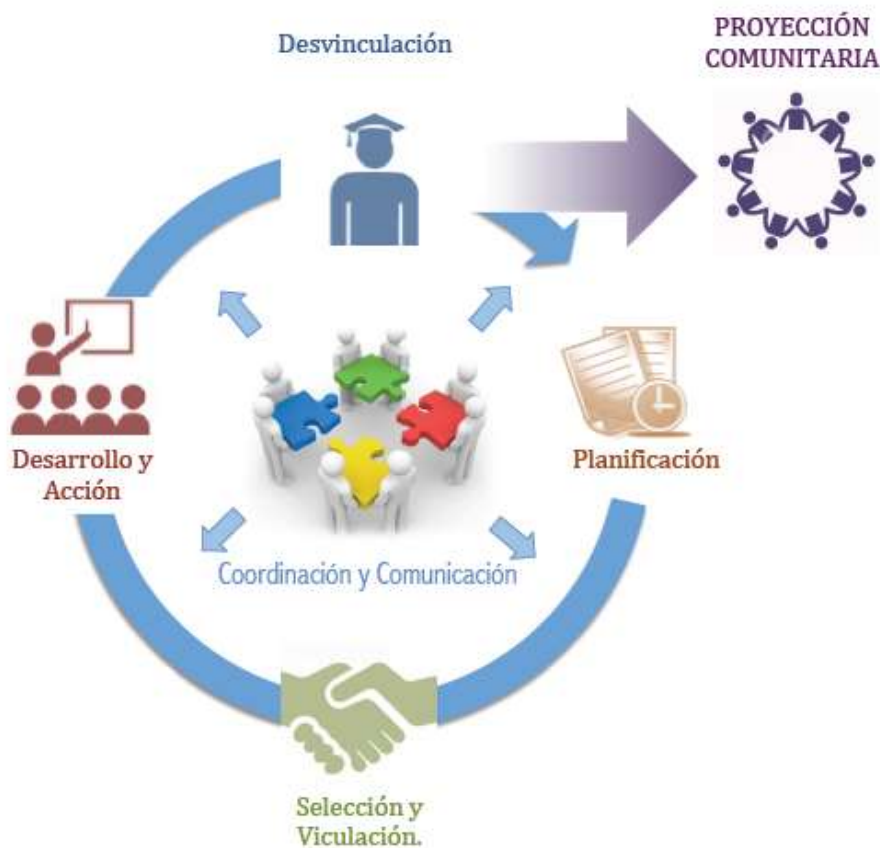 Desvinculación
PROYECCIÓN
COMUNITARIA
Desarrollo y
Acción
Planificación
Coordinación y Comunicación
Selección y
Viculación.